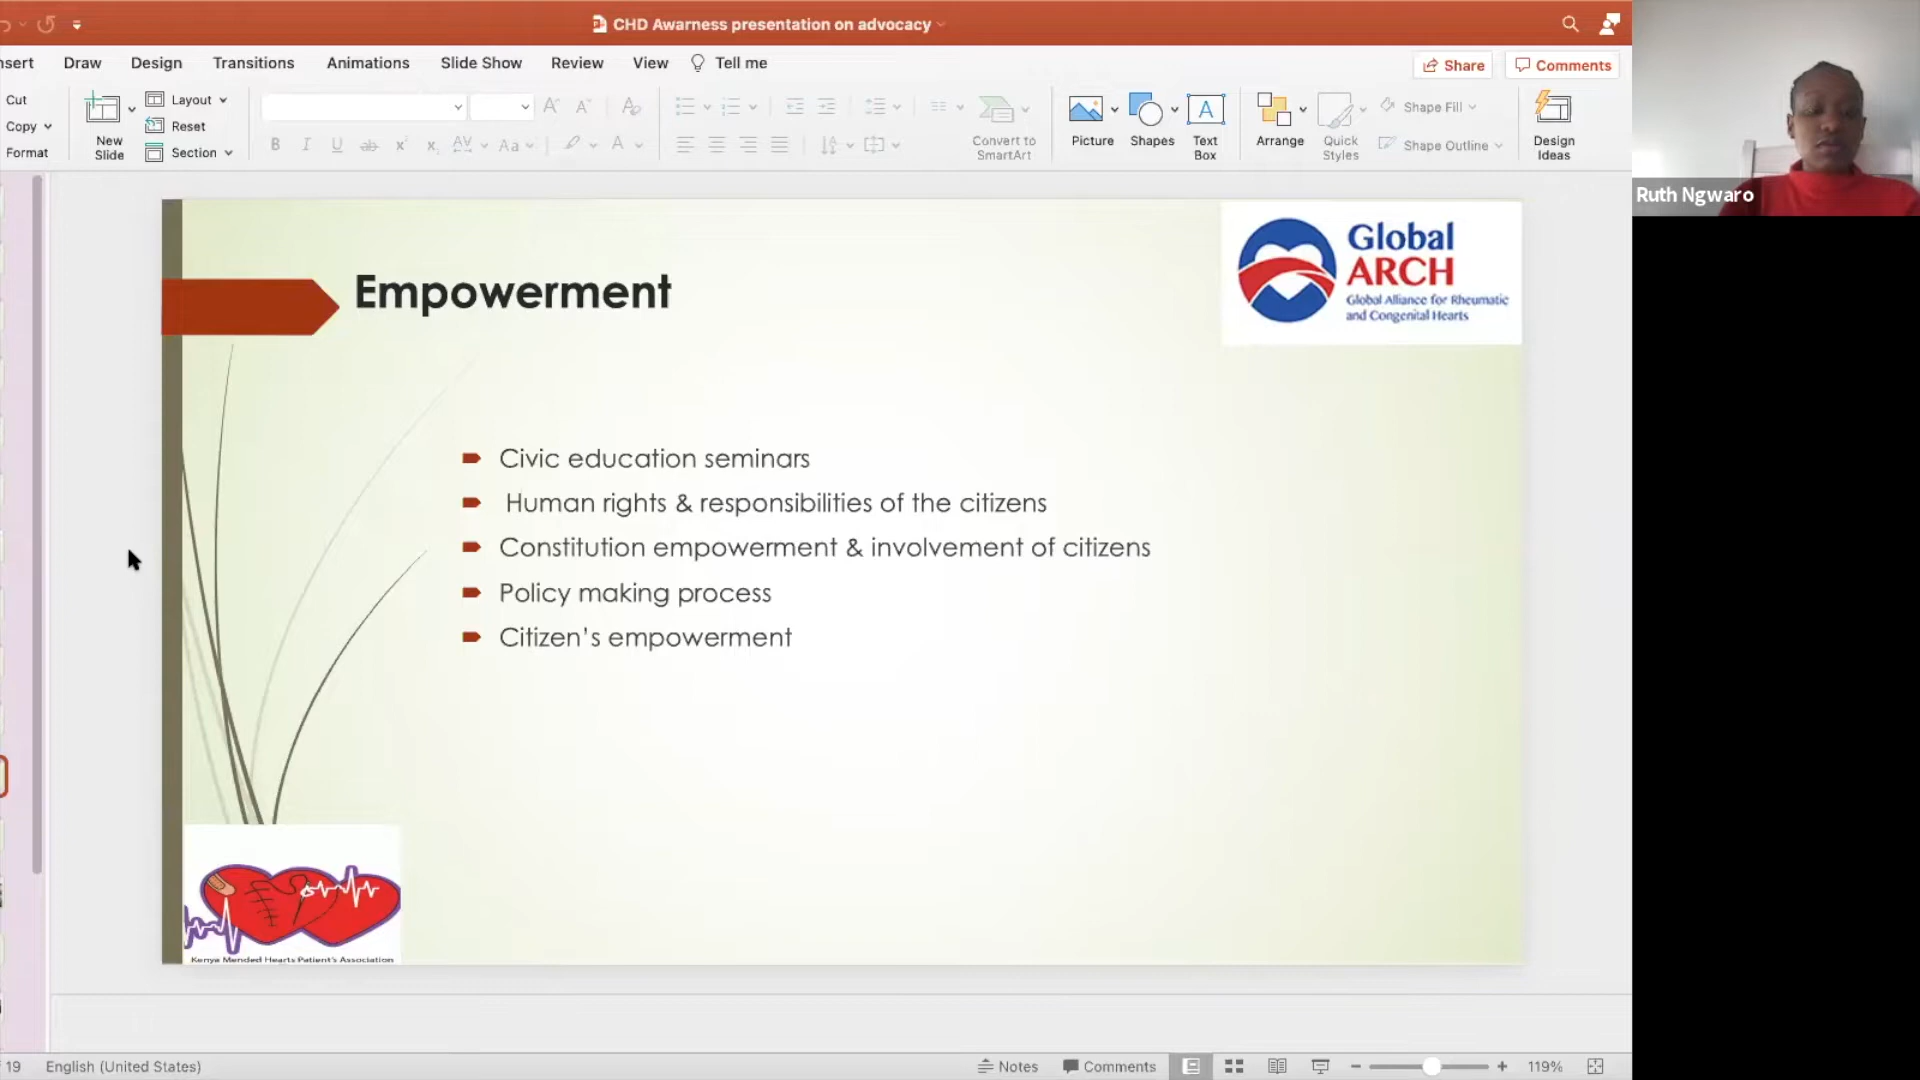 CHD Awarness presentation on advocacy
nsert Draw Design Transitions Animations Slide Show Review View Tell me Share Comments
Cut
Copy
Format
New Slide
Layout
Reset
Section
Convert to SmartArt
Picture
Shapes
Text Box
Arrange
Quick Styles
Shape Fill
Shape Outline
Design Ideas
Ruth Ngwaro
Global
ARCH
Global Alliance for Rheumatic
and Congenital Hearts
Empowerment
Civic education seminars
Human rights & responsibilities of the citizens
Constitution empowerment & involvement of citizens
Policy making process
Citizen’s empowerment
Kenya Mended Hearts Patient's Association
19 English (United States) Notes Comments 119%